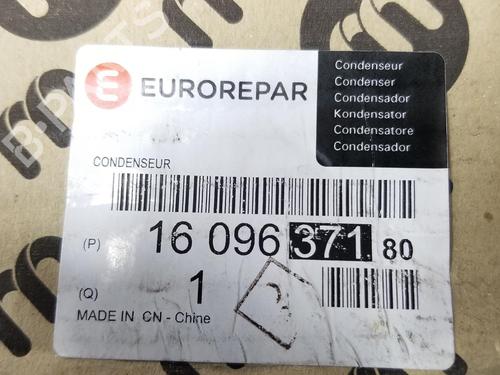 EUROREPAR
Condenseur
Condenser
Condensador
Kondensator
Condensatore
Condensador
CONDENSEUR
(P) 16 096 371 80
(Q) 1
MADE IN CN - Chine